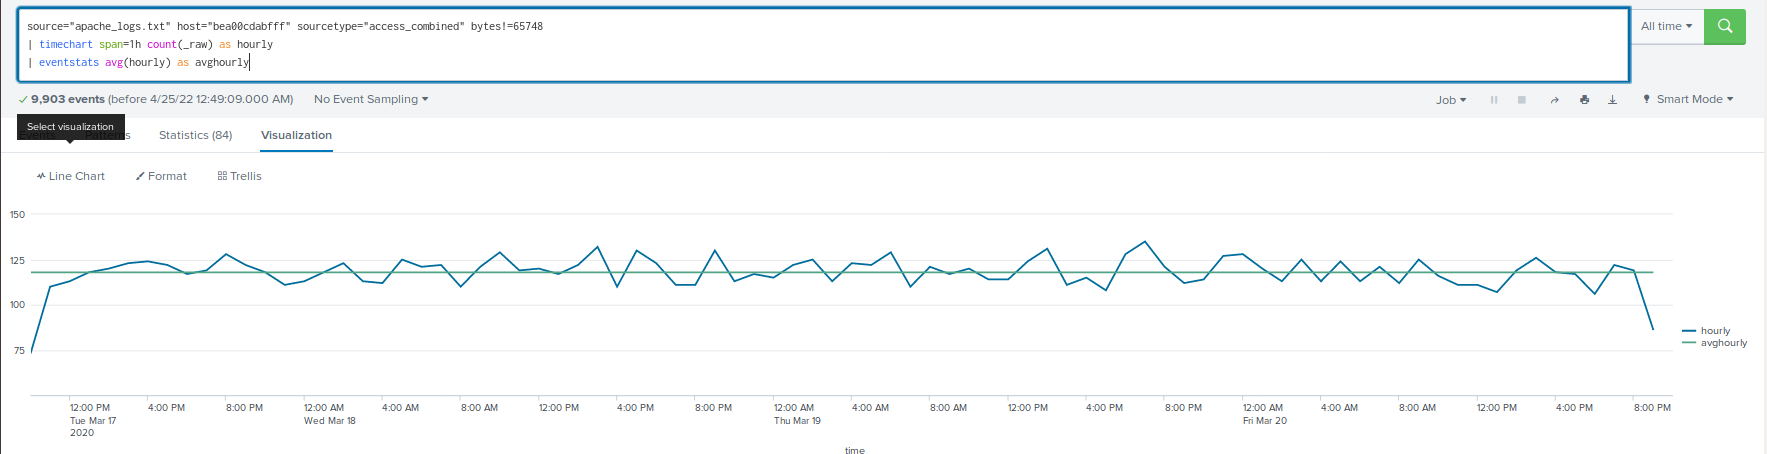 source="apache_logs.txt" host="bea00cdabfff" sourcetype="access_combined" bytes!=65748
| timechart span=1h count(_raw) as hourly
| eventstats avg(hourly) as avghourly
All time
9,903 events (before 4/25/22 12:49:09.000 AM) No Event Sampling
Job Smart Mode
Select visualization
Events Patterns Statistics (84) Visualization
Line Chart Format Trellis
150
125
100
75
hourly
avghourly
12:00 PM 4:00 PM 8:00 PM 12:00 AM 4:00 AM 8:00 AM 12:00 PM 4:00 PM 8:00 PM 12:00 AM 4:00 AM 8:00 AM 12:00 PM 4:00 PM 8:00 PM 12:00 AM 4:00 AM 8:00 AM 12:00 PM 4:00 PM 8:00 PM
Tue Mar 17 Wed Mar 18 Thu Mar 19 Fri Mar 20
2020
time